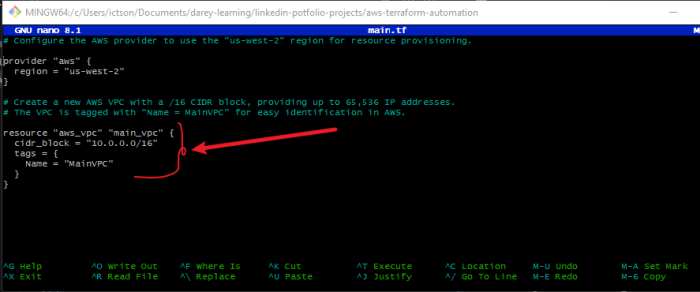 MINGW64:/c/Users/ictson/Documents/darey-learning/linkedin-potfolio-projects/aws-terraform-automation
GNU nano 8.1 main.tf Modified
# Configure the AWS provider to use the "us-west-2" region for resource provisioning.
provider "aws" {
region = "us-west-2"
}
# Create a new AWS VPC with a /16 CIDR block, providing up to 65,536 IP addresses.
# The VPC is tagged with "Name = MainVPC" for easy identification in AWS.
resource "aws_vpc" "main_vpc" {
cidr_block = "10.0.0.0/16"
tags = {
Name = "MainVPC"
}
}
^G Help ^O Write Out ^F Where Is ^K Cut ^T Execute ^C Location M-U Undo M-A Set Mark
^X Exit ^R Read File ^\ Replace ^U Paste ^J Justify ^/ Go To Line M-E Redo M-6 Copy